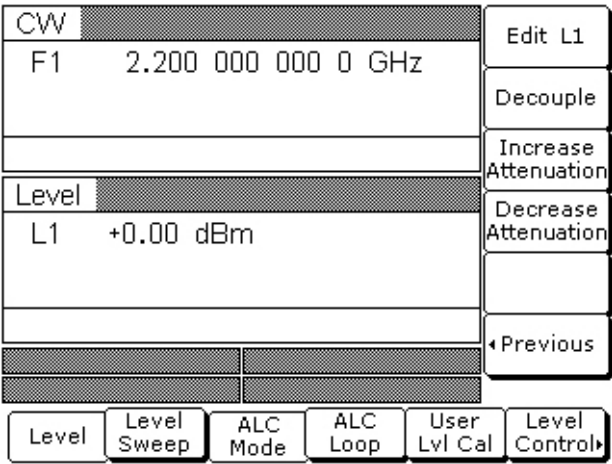 CW
F1 2.200 000 000 0 GHz
Level
L1 +0.00 dBm
Edit L1
Decouple
Increase
Attenuation
Decrease
Attenuation
Previous
Level
Level
Sweep
ALC
Mode
ALC
Loop
User
Lvl Cal
Level
Control